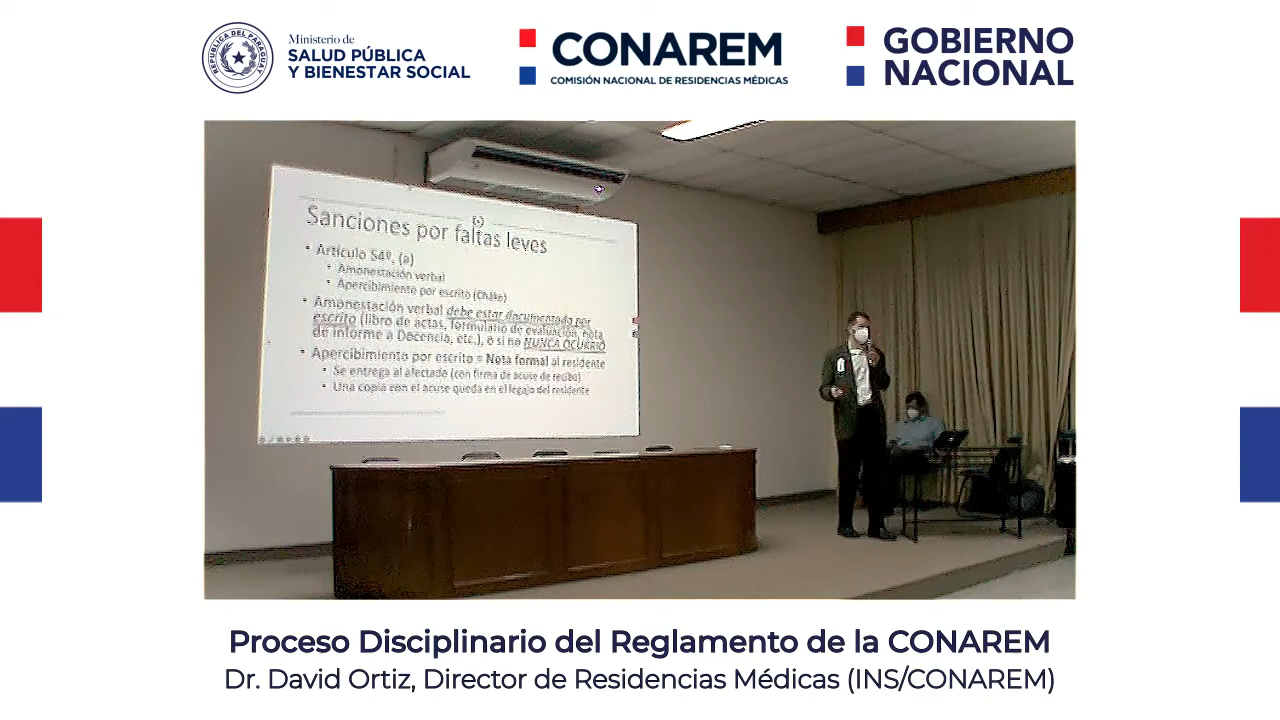 REPUBLICA DEL PARAGUAY
Ministerio de
SALUD PÚBLICA
Y BIENESTAR SOCIAL
CONAREM
COMISIÓN NACIONAL DE RESIDENCIAS MÉDICAS
GOBIERNO
NACIONAL
Sanciones por faltas leves
• Artículo 54º, (a)
• Amonestación verbal
• Apercibimiento por escrito (Cháke)
• Amonestación verbal debe estar documentada por
escrito (libro de actas, formulario de evaluación, nota
de informe a Docencia, etc.), o si no NUNCA OCURRIÓ
• Apercibimiento por escrito = Nota formal al residente
• Se entrega al afectado (con firma de acuse de recibo)
• Una copia con el acuse queda en el legajo del residente
Proceso Disciplinario del Reglamento de la CONAREM
Dr. David Ortiz, Director de Residencias Médicas (INS/CONAREM)